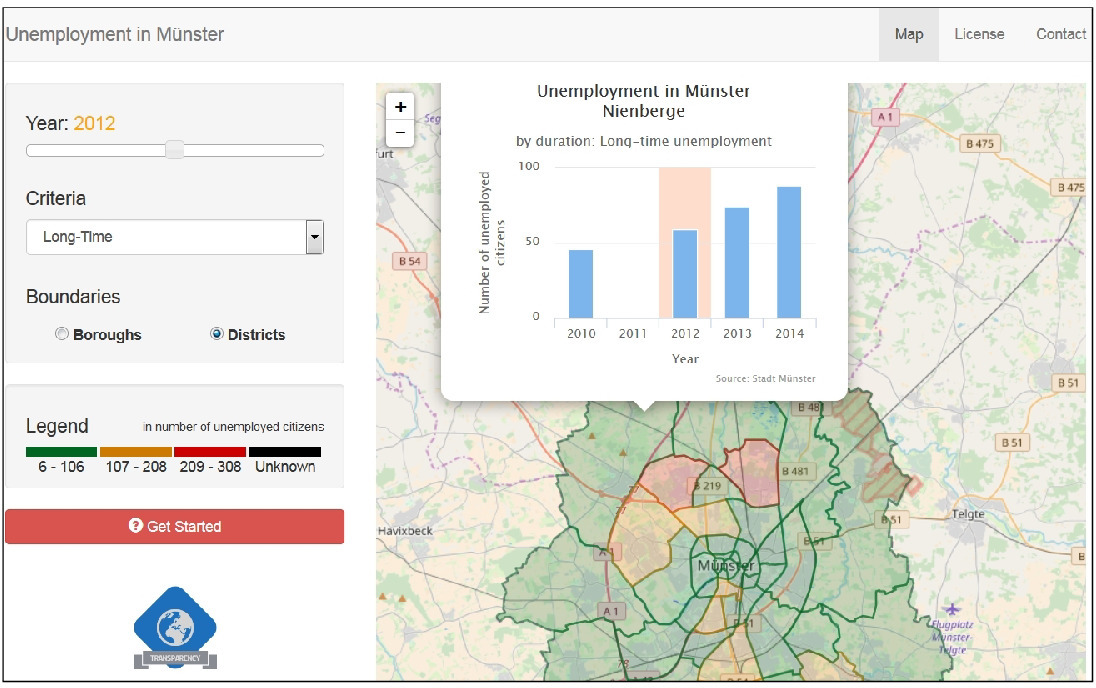 Unemployment in Münster
Map
License
Contact
Year: 2012
Criteria
Long-Time
Boundaries
Boroughs
Districts
Legend
in number of unemployed citizens
6 - 106
107 - 208
209 - 308
Unknown
Get Started
TRANSPARENCY
+
−
Unemployment in Münster
Nienberge
by duration: Long-time unemployment
Number of unemployed
citizens
100
50
0
2010
2011
2012
2013
2014
Year
Source: Stadt Münster
A 1
B 475
B 475
B 54
B 51
B 481
B 51
B 481
B 219
Telgte
B 51
Havixbeck
A 1
B 51
Münster
A 1
B 51
Flugplatz
Münster-
Telgte